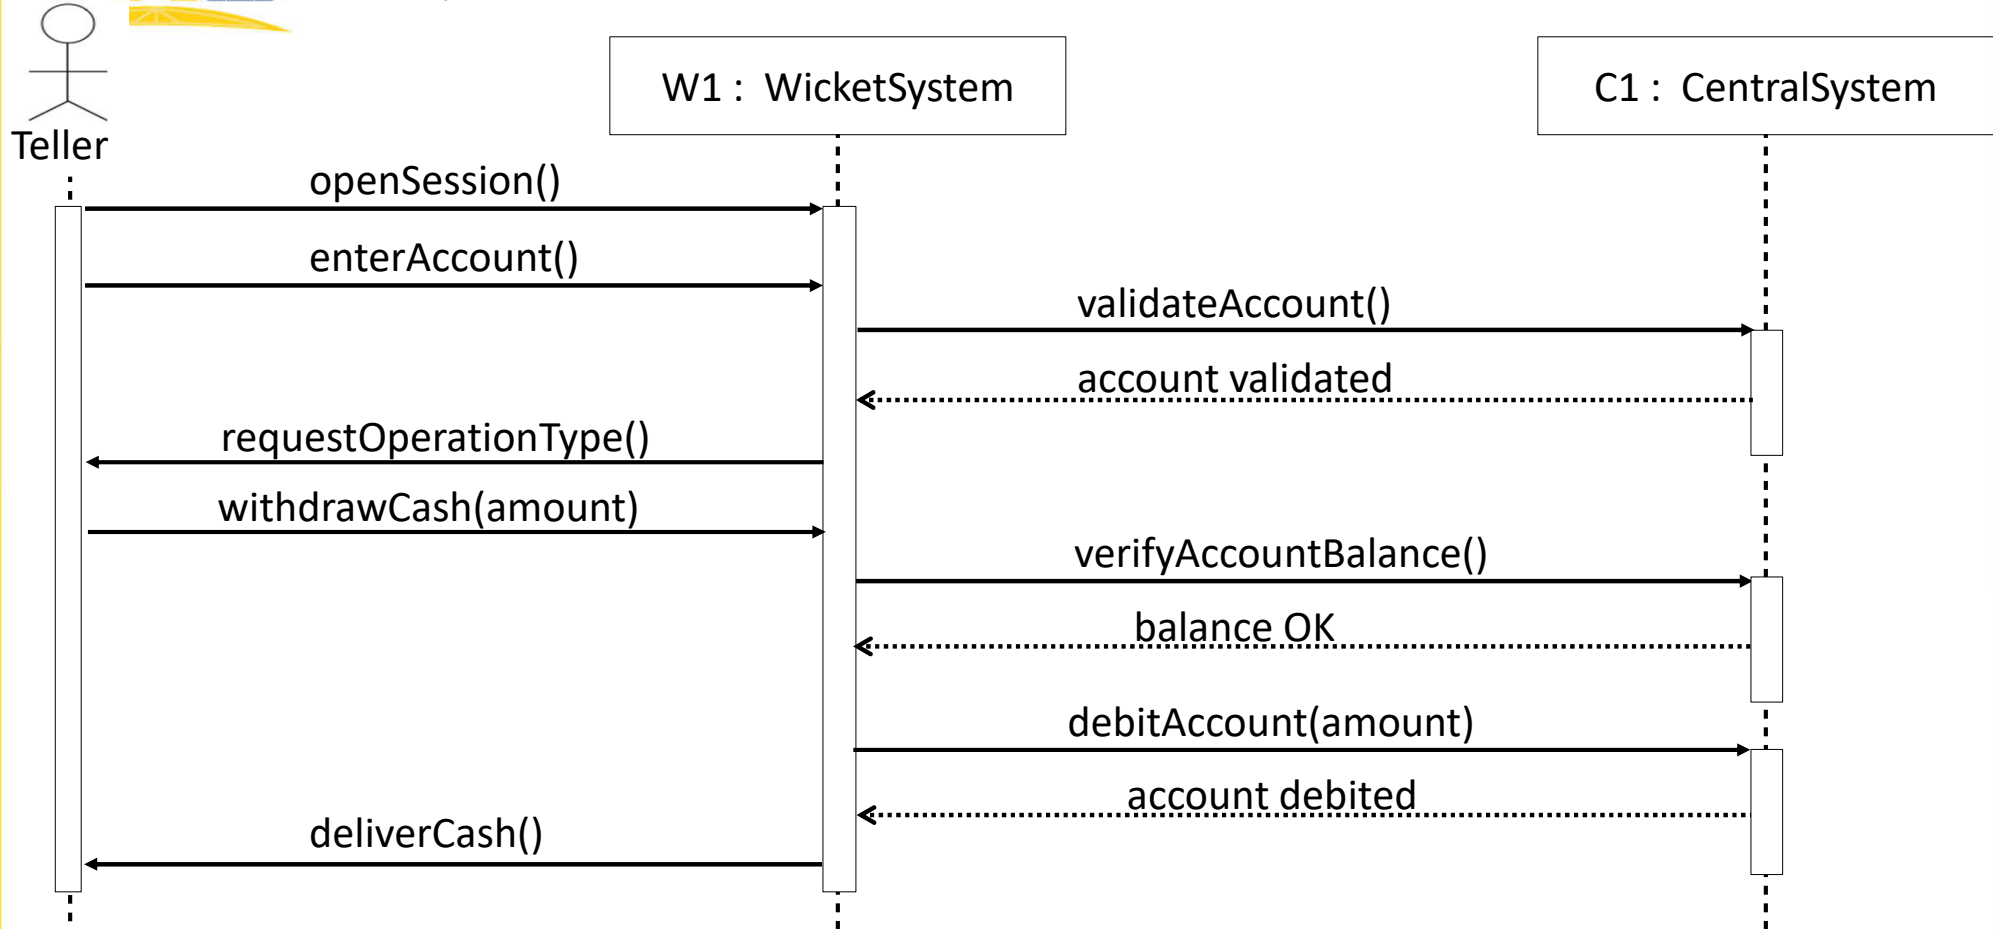 W1 : WicketSystem
C1 : CentralSystem
Teller
openSession()
enterAccount()
validateAccount()
account validated
requestOperationType()
withdrawCash(amount)
verifyAccountBalance()
balance OK
debitAccount(amount)
account debited
deliverCash()